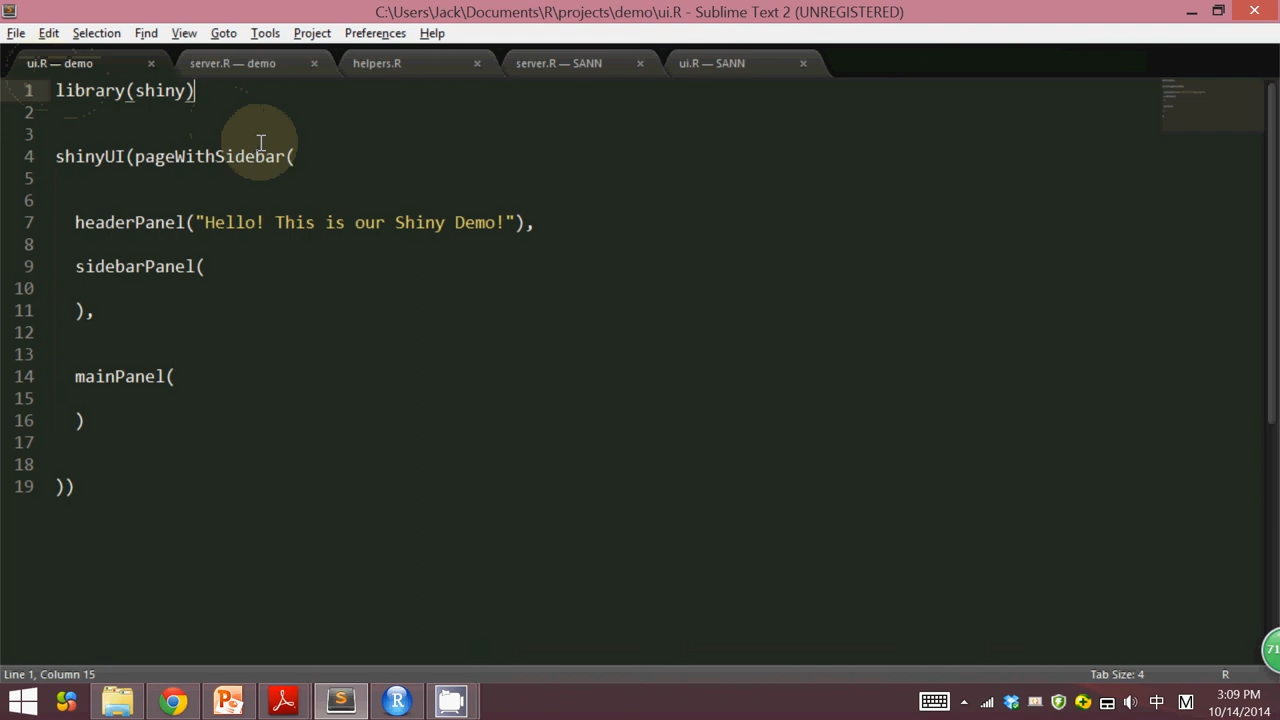 C:\Users\Jack\Documents\R\projects\demo\ui.R - Sublime Text 2 (UNREGISTERED)
File Edit Selection Find View Goto Tools Project Preferences Help
ui.R — demo server.R — demo helpers.R server.R — SANN ui.R — SANN
1 library(shiny)
2
3
4 shinyUI(pageWithSidebar(
5
6
7 headerPanel("Hello! This is our Shiny Demo!"),
8
9 sidebarPanel(
10
11 ),
12
13
14 mainPanel(
15
16 )
17
18
19 ))
71
Line 1, Column 15 Tab Size: 4 R
中 3:09 PM
10/14/2014